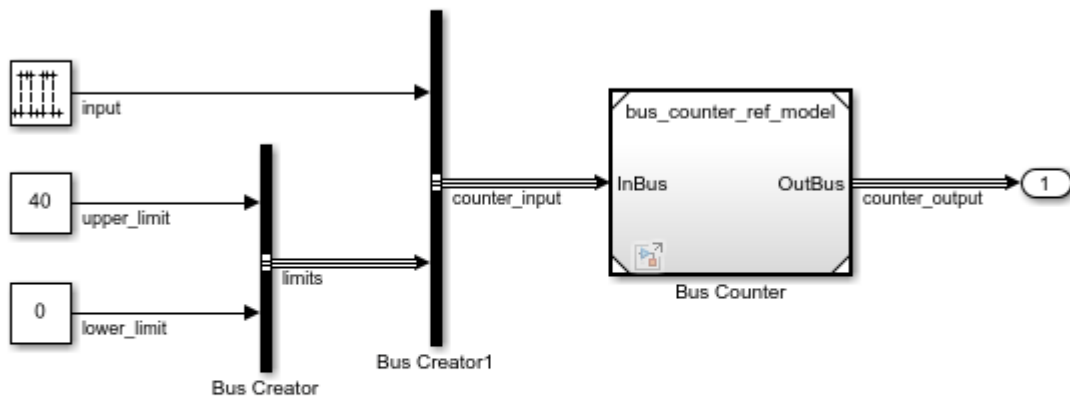 input
40
upper_limit
0
lower_limit
limits
Bus Creator
Bus Creator1
counter_input
bus_counter_ref_model
InBus
OutBus
Bus Counter
counter_output
1